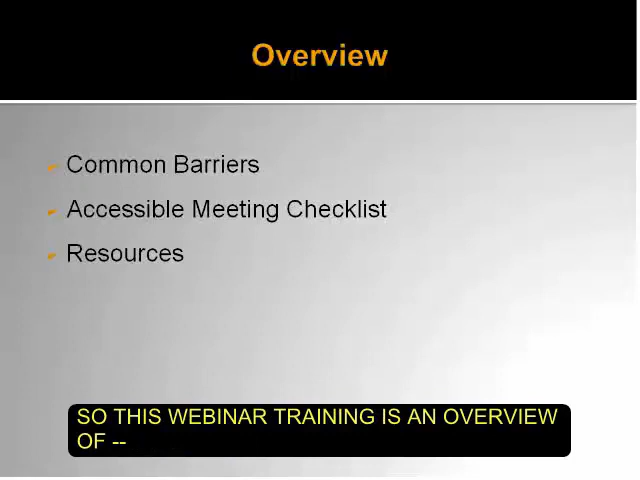 Overview
Common Barriers
Accessible Meeting Checklist
Resources
SO THIS WEBINAR TRAINING IS AN OVERVIEW
OF --